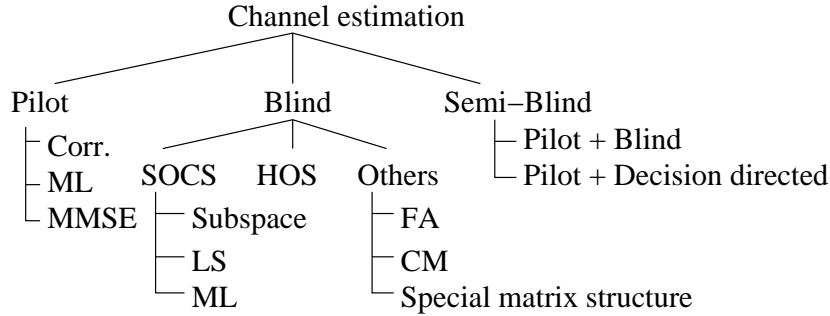 Channel estimation
Pilot Blind Semi−Blind
Corr. Pilot + Blind
ML SOCS HOS Others Pilot + Decision directed
MMSE Subspace FA
LS CM
ML Special matrix structure